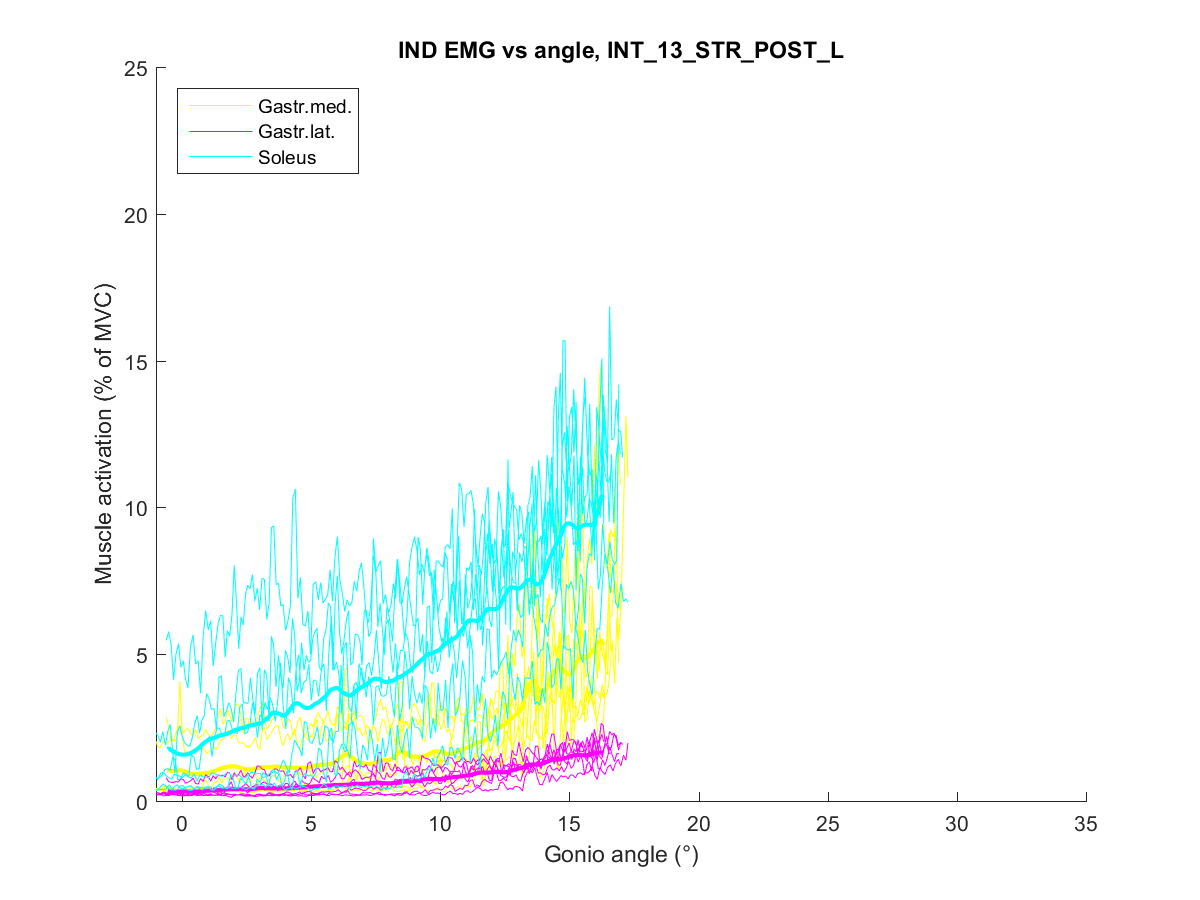 IND EMG vs angle, INT_13_STR_POST_L
25
20
15
10
5
0
Muscle activation (% of MVC)
Gastr.med.
Gastr.lat.
Soleus
0 5 10 15 20 25 30 35
Gonio angle (°)